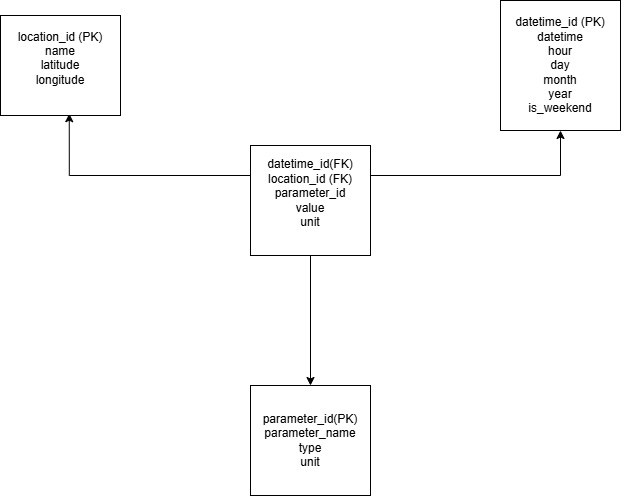 location_id (PK)
name
latitude
longitude
datetime_id (PK)
datetime
hour
day
month
year
is_weekend
datetime_id(FK)
location_id (FK)
parameter_id
value
unit
parameter_id(PK)
parameter_name
type
unit